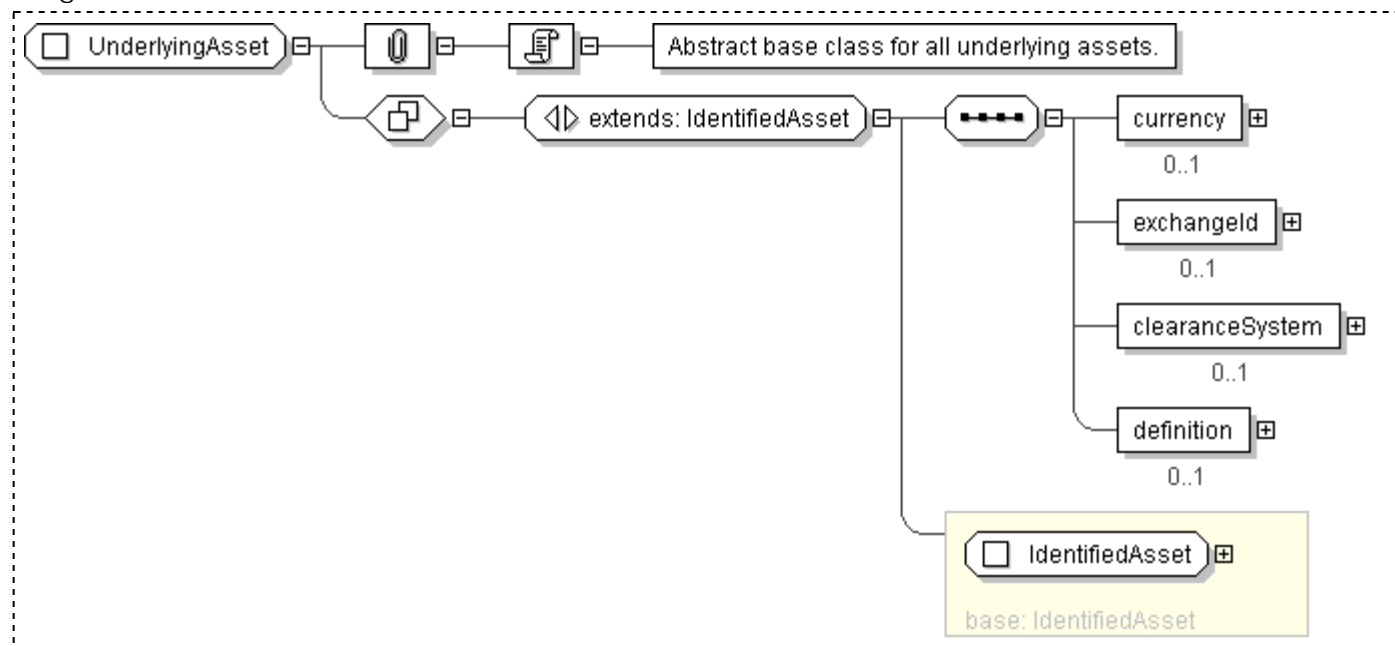 UnderlyingAsset
Abstract base class for all underlying assets.
extends: IdentifiedAsset
currency
0..1
exchangeId
0..1
clearanceSystem
0..1
definition
0..1
IdentifiedAsset
base: IdentifiedAsset